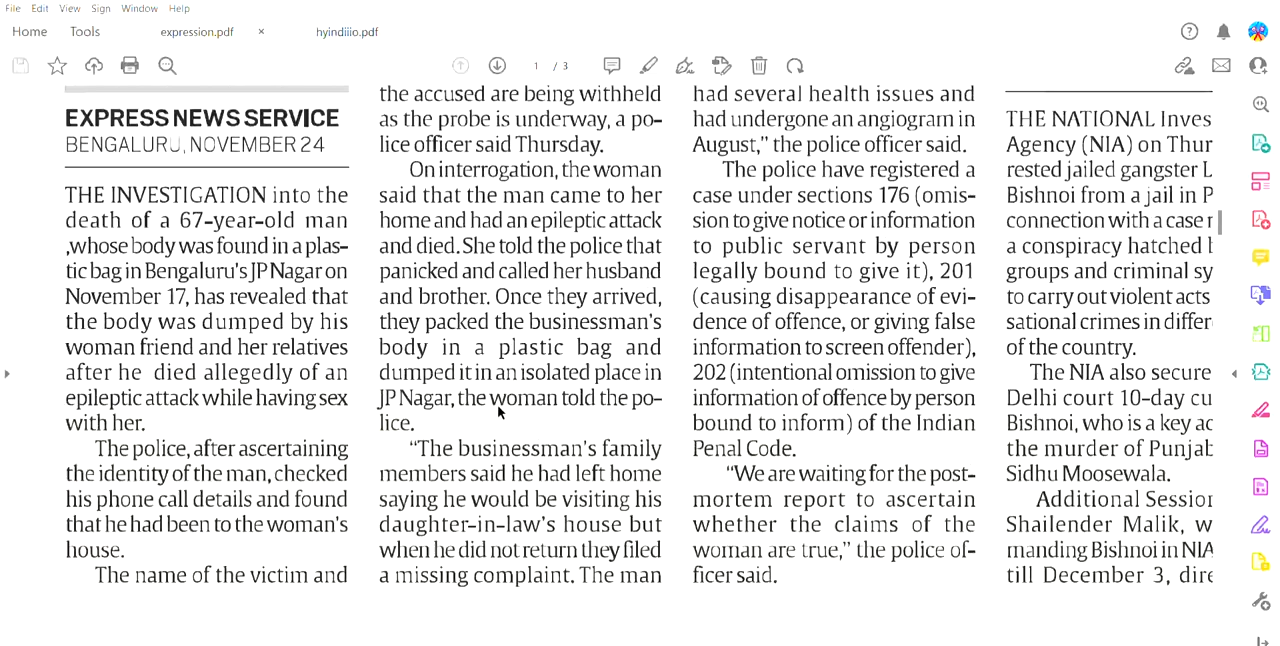 File Edit View Sign Window Help
Home Tools expression.pdf × hyindiiio.pdf
1 / 3
EXPRESS NEWS SERVICE
BENGALURU, NOVEMBER 24
THE INVESTIGATION into the
death of a 67-year-old man
,whose body was found in a plas-
tic bag in Bengaluru's JP Nagar on
November 17, has revealed that
the body was dumped by his
woman friend and her relatives
after he died allegedly of an
epileptic attack while having sex
with her.
The police, after ascertaining
the identity of the man, checked
his phone call details and found
that he had been to the woman's
house.
The name of the victim and
the accused are being withheld
as the probe is underway, a po-
lice officer said Thursday.
On interrogation, the woman
said that the man came to her
home and had an epileptic attack
and died. She told the police that
panicked and called her husband
and brother. Once they arrived,
they packed the businessman's
body in a plastic bag and
dumped it in an isolated place in
JP Nagar, the woman told the po-
lice.
"The businessman's family
members said he had left home
saying he would be visiting his
daughter-in-law's house but
when he did not return they filed
a missing complaint. The man
had several health issues and
had undergone an angiogram in
August," the police officer said.
The police have registered a
case under sections 176 (omis-
sion to give notice or information
to public servant by person
legally bound to give it), 201
(causing disappearance of evi-
dence of offence, or giving false
information to screen offender),
202 (intentional omission to give
information of offence by person
bound to inform) of the Indian
Penal Code.
"We are waiting for the post-
mortem report to ascertain
whether the claims of the
woman are true," the police of-
ficer said.
THE NATIONAL Inves
Agency (NIA) on Thur
rested jailed gangster L
Bishnoi from a jail in P
connection with a case r
a conspiracy hatched b
groups and criminal sy
to carry out violent acts
sational crimes in differ
of the country.
The NIA also secure
Delhi court 10-day cu
Bishnoi, who is a key ac
the murder of Punjab
Sidhu Moosewala.
Additional Session
Shailender Malik, w
manding Bishnoi in NIA
till December 3, dire